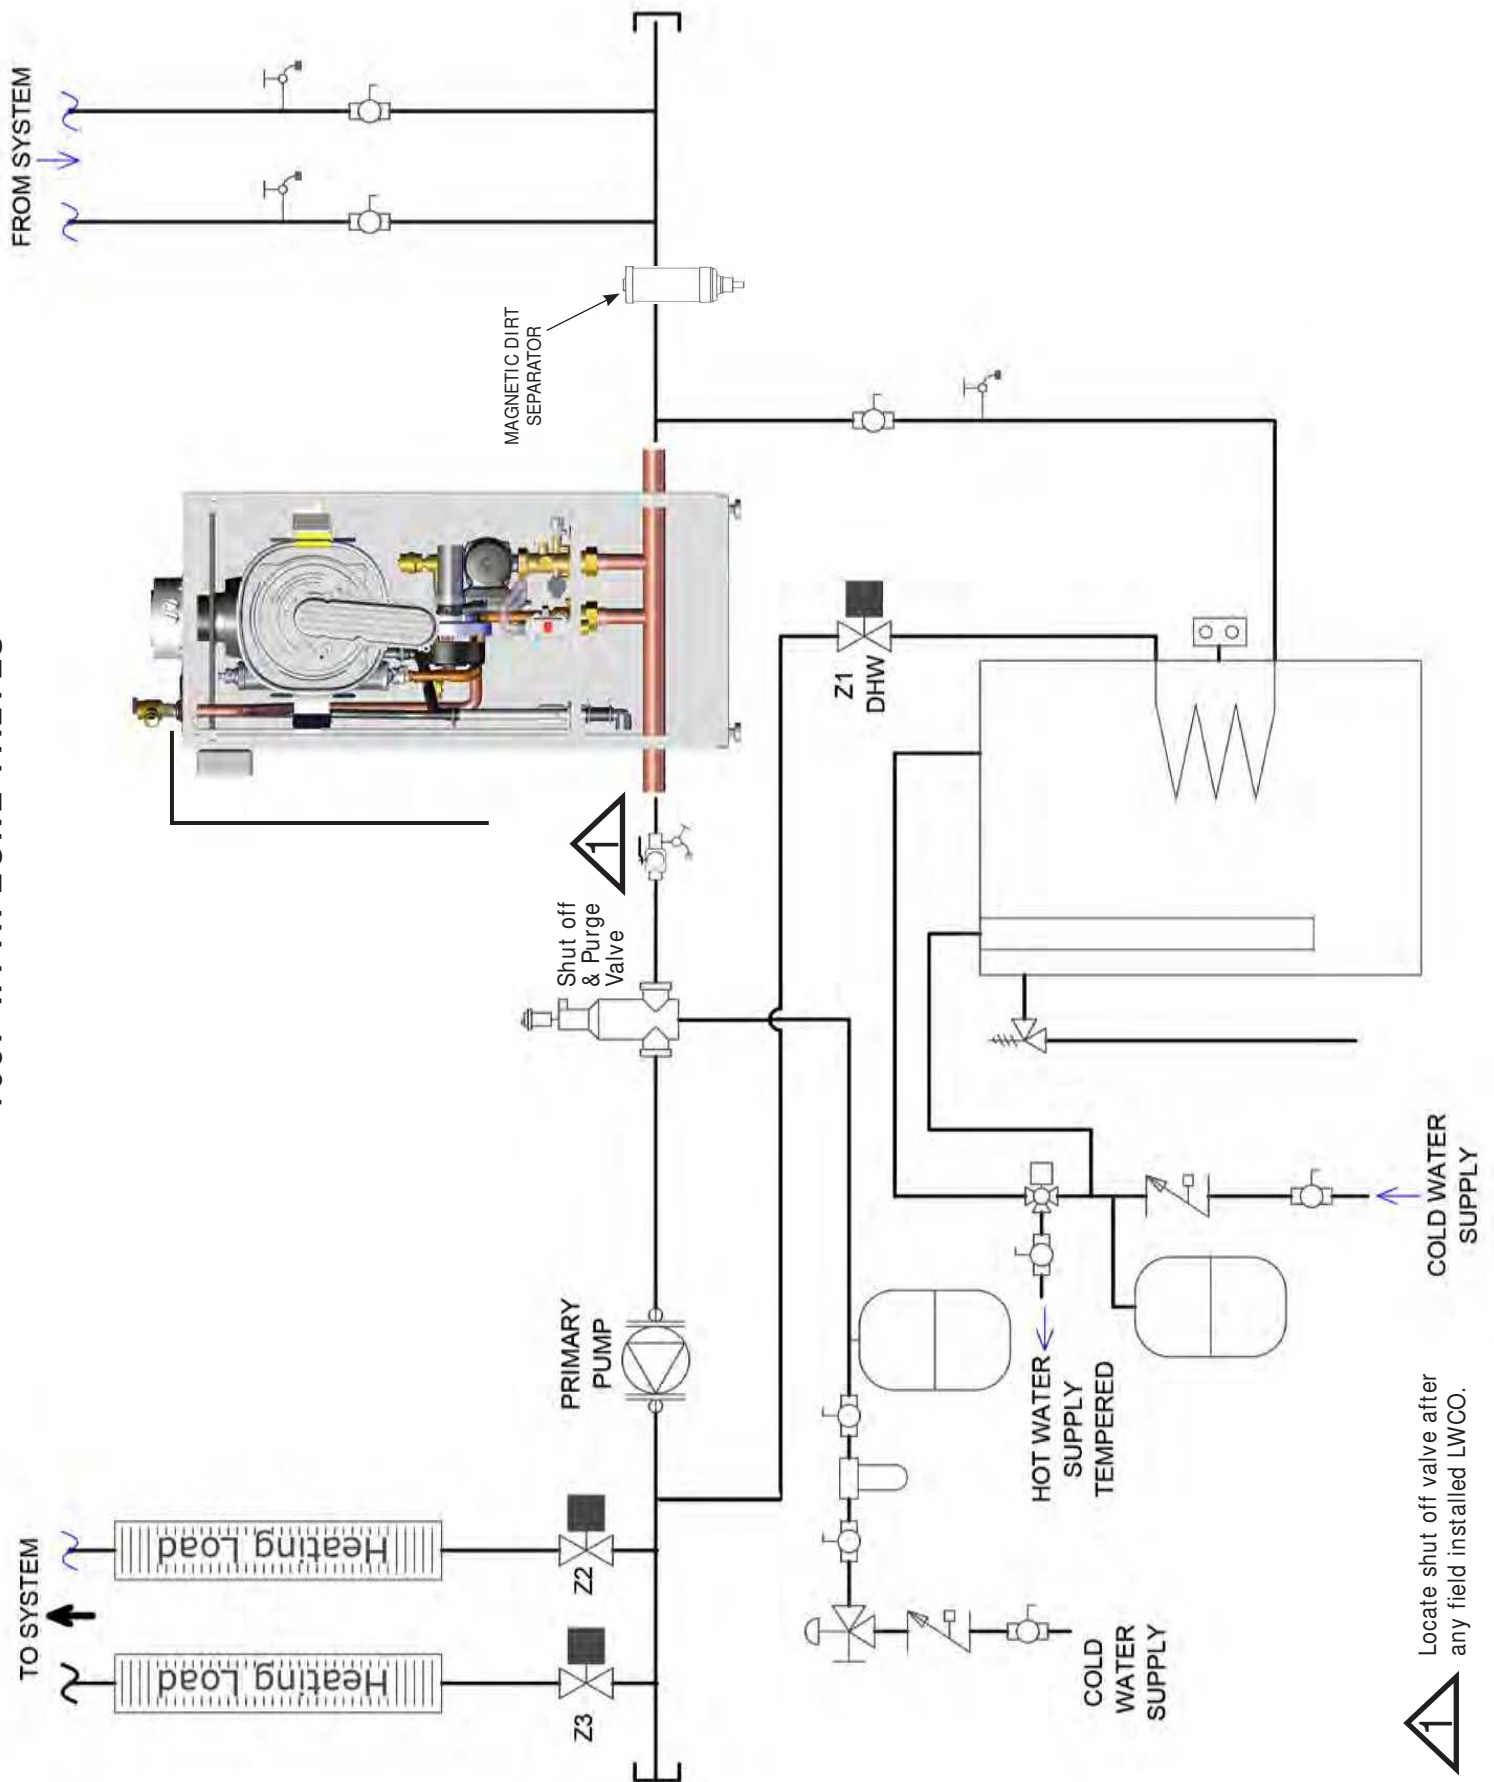 FROM SYSTEM
MAGNETIC DIRT
SEPARATOR
1
Shut off
& Purge
Valve
Z1
DHW
PRIMARY
PUMP
TO SYSTEM
Heating Load
Heating Load
Z2
Z3
HOT WATER
SUPPLY
TEMPERED
COLD WATER
SUPPLY
COLD
WATER
SUPPLY
1
Locate shut off valve after
any field installed LWCO.